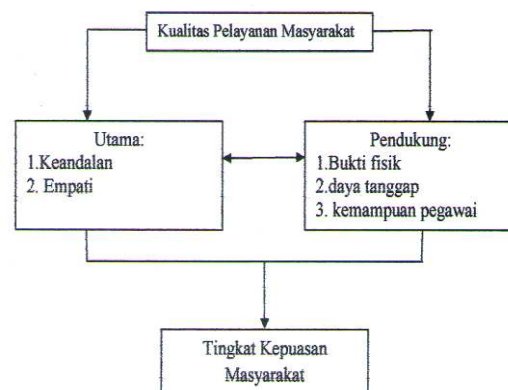 Kualitas Pelayanan Masyarakat
Utama:
1.Keandalan
2. Empati
Pendukung:
1.Bukti fisik
2.daya tanggap
3. kemampuan pegawai
Tingkat Kepuasan
Masyarakat